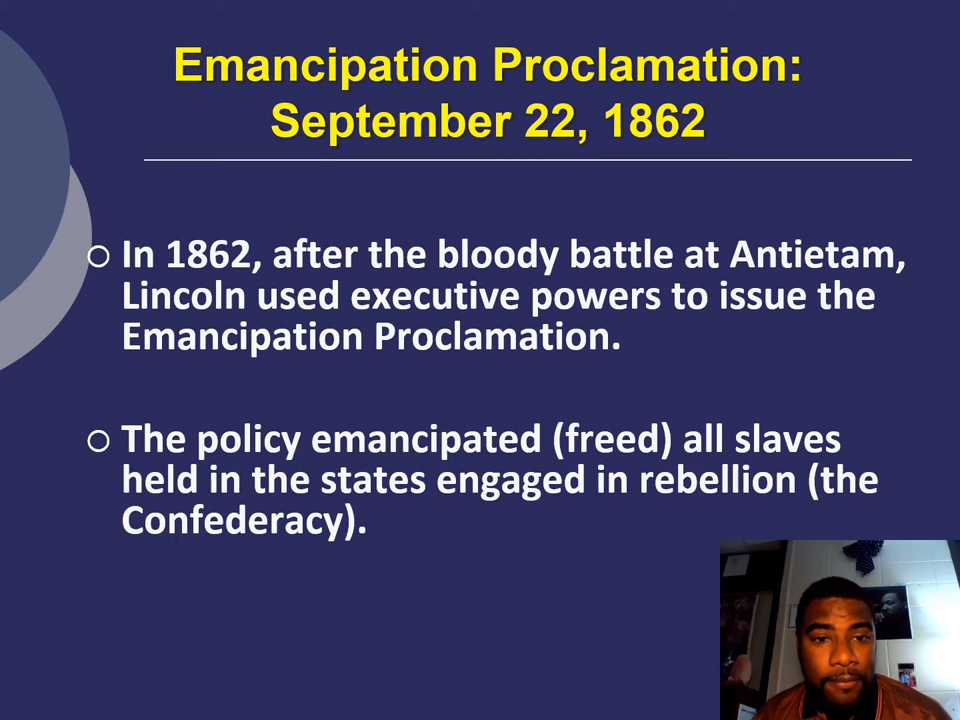 Emancipation Proclamation:
September 22, 1862
In 1862, after the bloody battle at Antietam,
Lincoln used executive powers to issue the
Emancipation Proclamation.
The policy emancipated (freed) all slaves
held in the states engaged in rebellion (the
Confederacy).